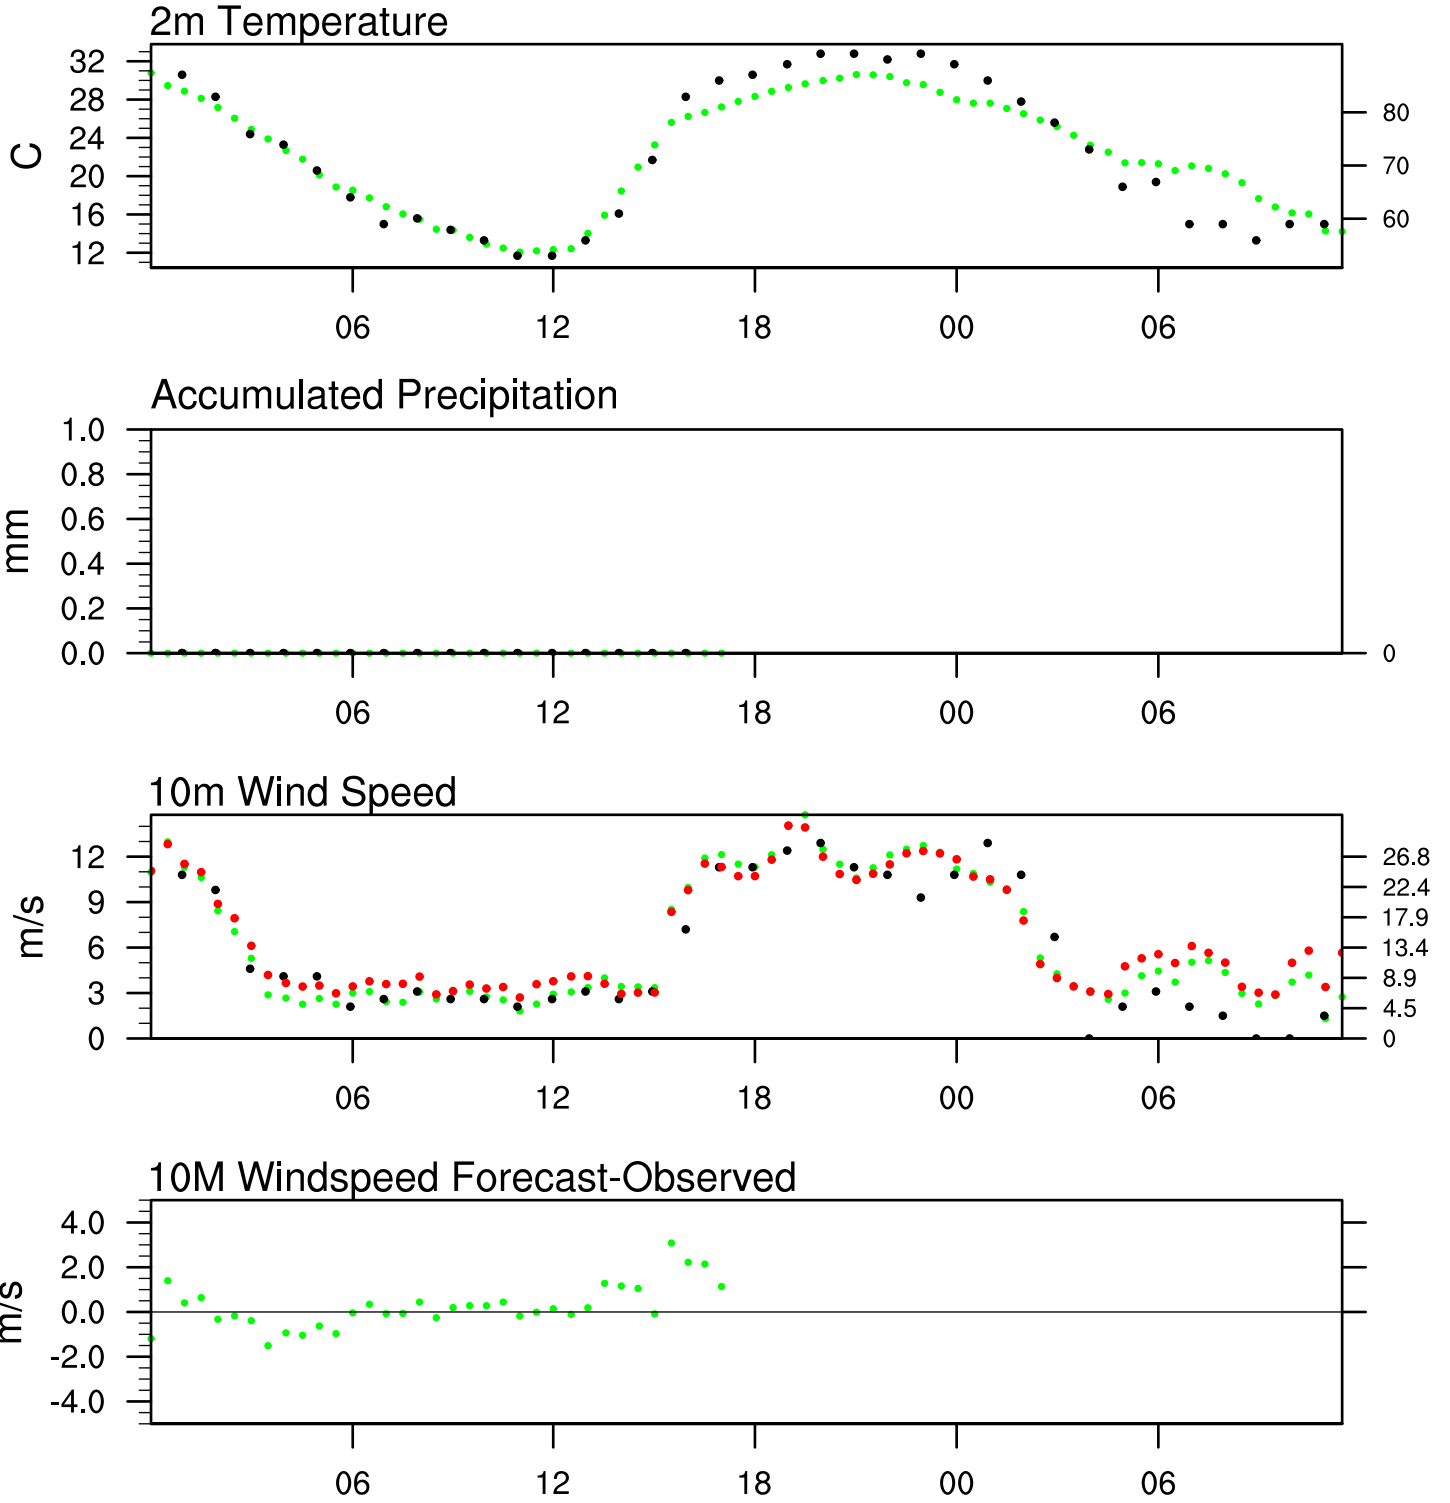 2m Temperature
32
28
24
20
16
12
C
80
70
60
06 12 18 00 06
Accumulated Precipitation
1.0
0.8
0.6
0.4
0.2
0.0
mm
0
06 12 18 00 06
10m Wind Speed
12
9
6
3
0
m/s
26.8
22.4
17.9
13.4
8.9
4.5
0
06 12 18 00 06
10M Windspeed Forecast-Observed
4.0
2.0
0.0
-2.0
-4.0
m/s
06 12 18 00 06